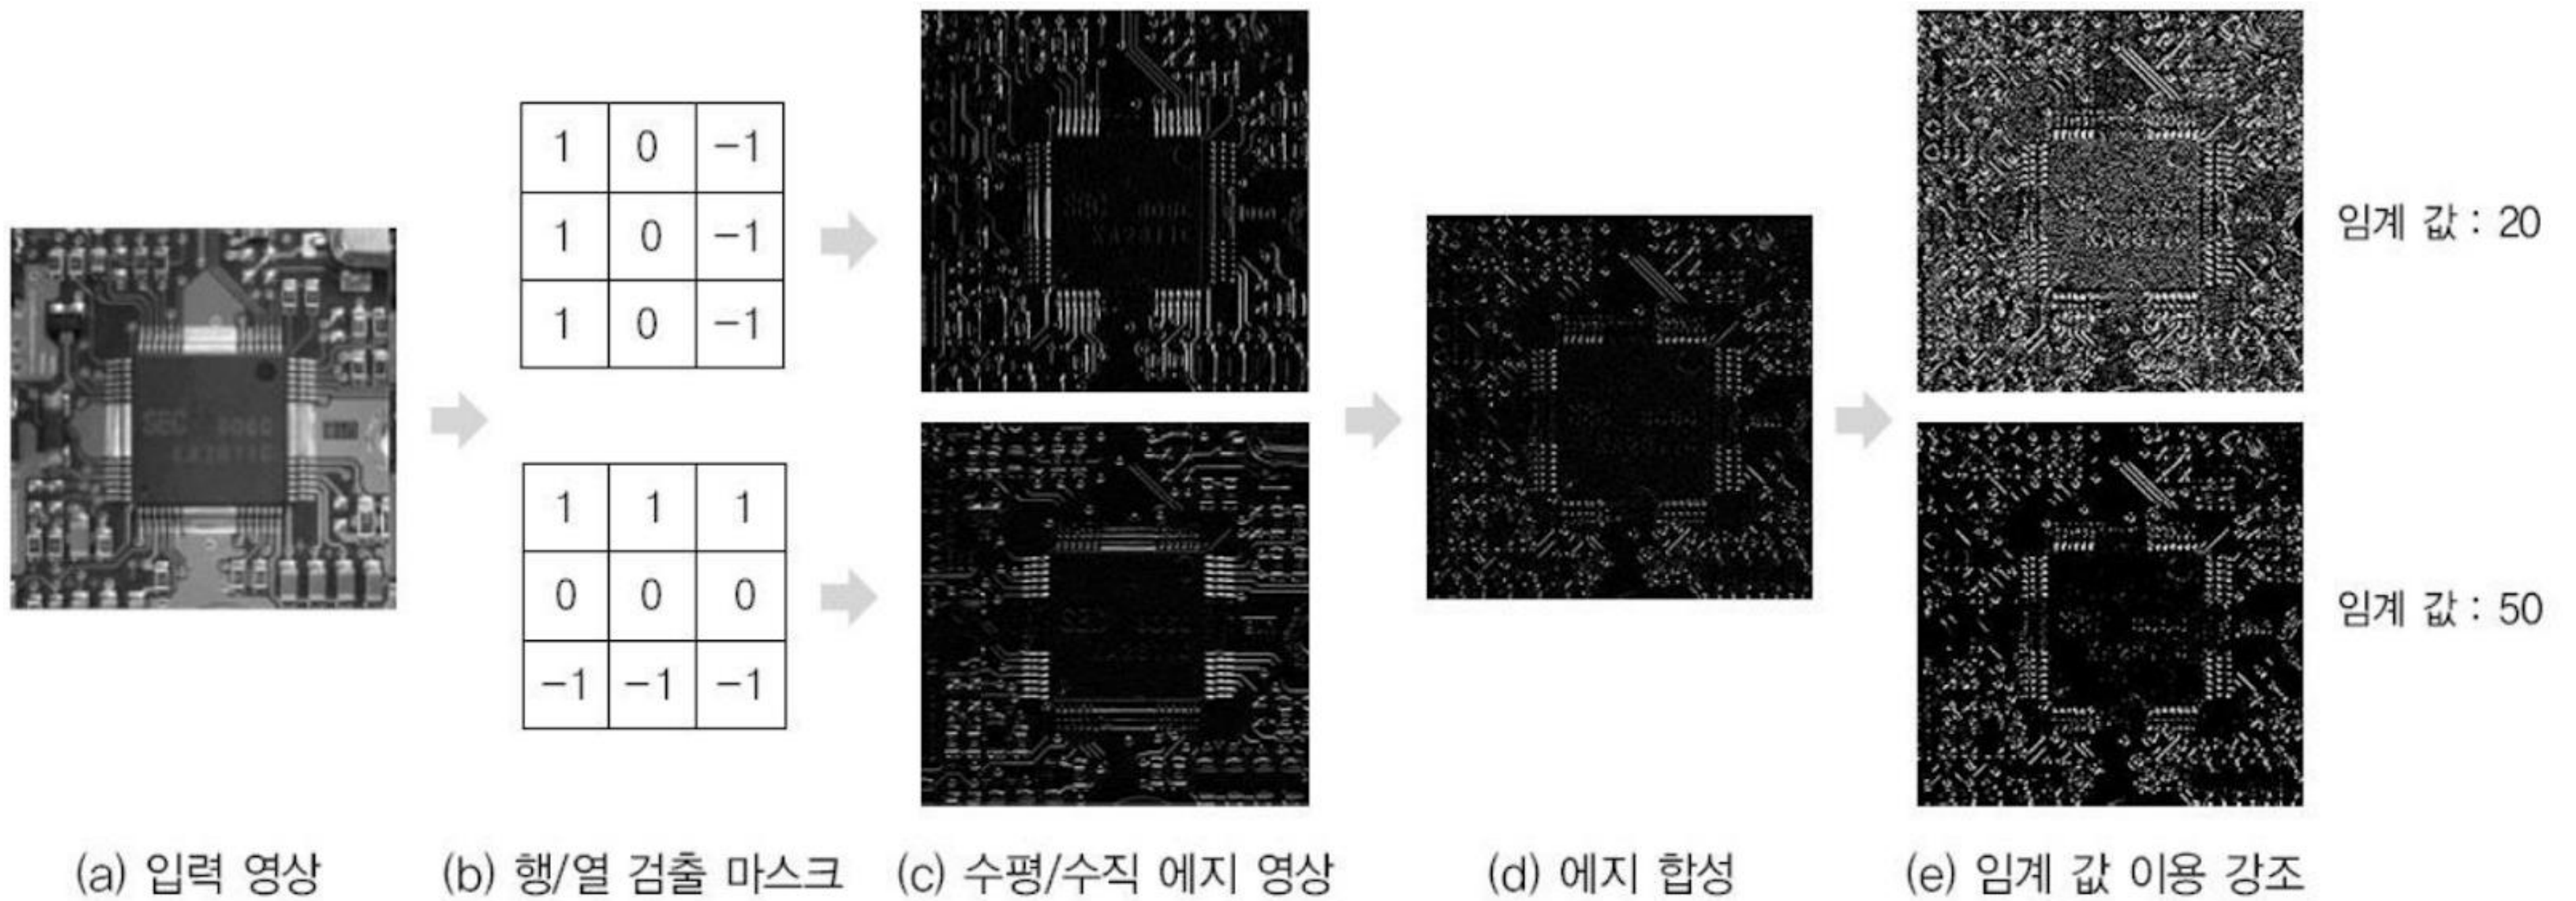 1 0 −1
1 0 −1
1 0 −1
1 1 1
0 0 0
−1 −1 −1
SEC
임계 값 : 20
임계 값 : 50
(a) 입력 영상
(b) 행/열 검출 마스크
(c) 수평/수직 에지 영상
(d) 에지 합성
(e) 임계 값 이용 강조